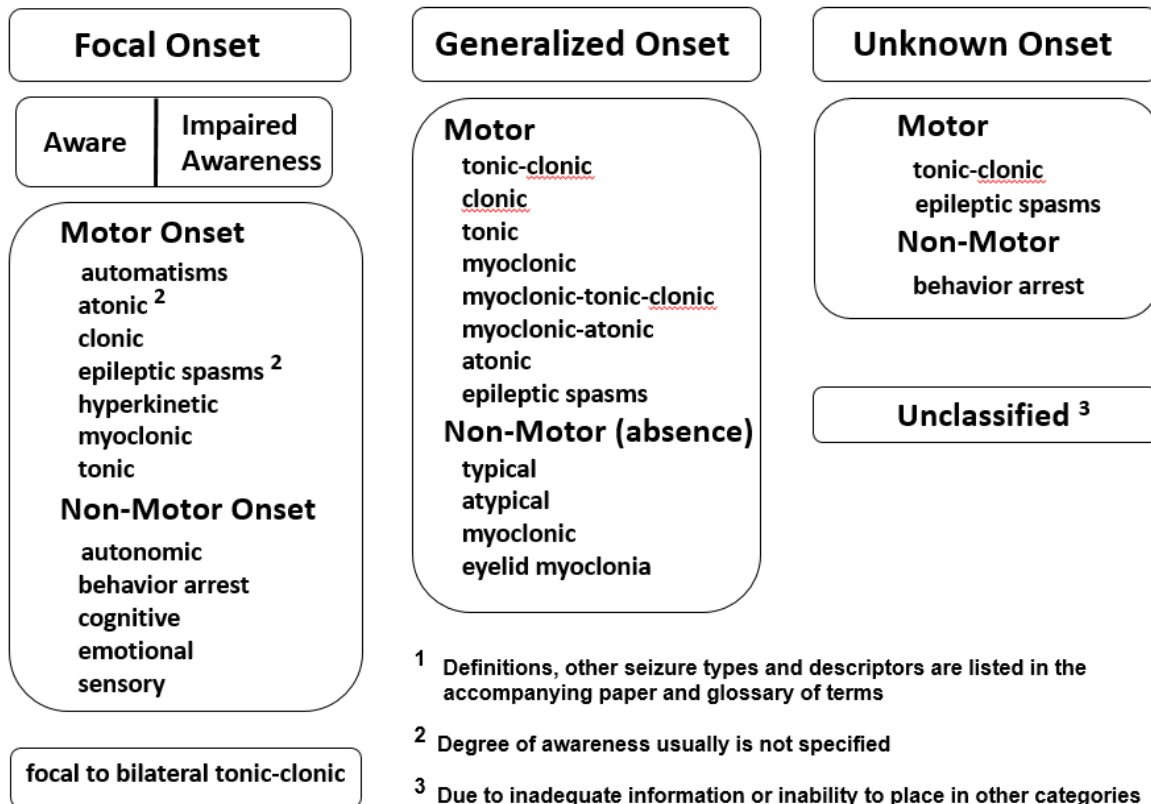 Focal Onset
Aware
Impaired
Awareness
Motor Onset
automatisms
atonic ²
clonic
epileptic spasms ²
hyperkinetic
myoclonic
tonic
Non-Motor Onset
autonomic
behavior arrest
cognitive
emotional
sensory
focal to bilateral tonic-clonic
Generalized Onset
Motor
tonic-clonic
clonic
tonic
myoclonic
myoclonic-tonic-clonic
myoclonic-atonic
atonic
epileptic spasms
Non-Motor (absence)
typical
atypical
myoclonic
eyelid myoclonia
Unknown Onset
Motor
tonic-clonic
epileptic spasms
Non-Motor
behavior arrest
Unclassified ³
¹ Definitions, other seizure types and descriptors are listed in the
accompanying paper and glossary of terms
² Degree of awareness usually is not specified
³ Due to inadequate information or inability to place in other categories